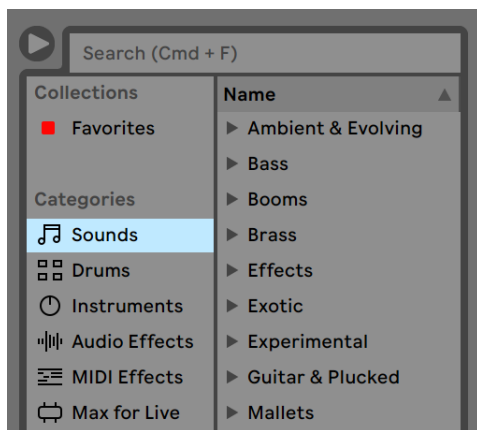 Search (Cmd + F)
Collections
Favorites
Categories
Sounds
Drums
Instruments
Audio Effects
MIDI Effects
Max for Live
Name
Ambient & Evolving
Bass
Booms
Brass
Effects
Exotic
Experimental
Guitar & Plucked
Mallets